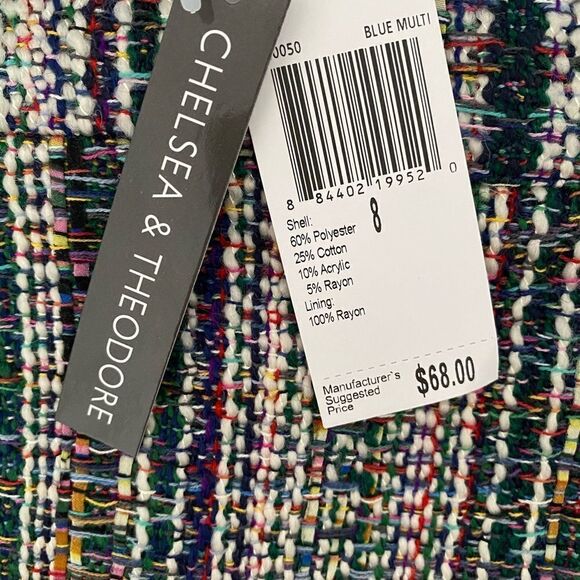 CHELSEA & THEODORE
0050 BLUE MULTI
8 84402 19952 0
Shell:
60% Polyester
25% Cotton
10% Acrylic
5% Rayon
Lining:
100% Rayon
8
Manufacturer`s
Suggested
Price
$68.00